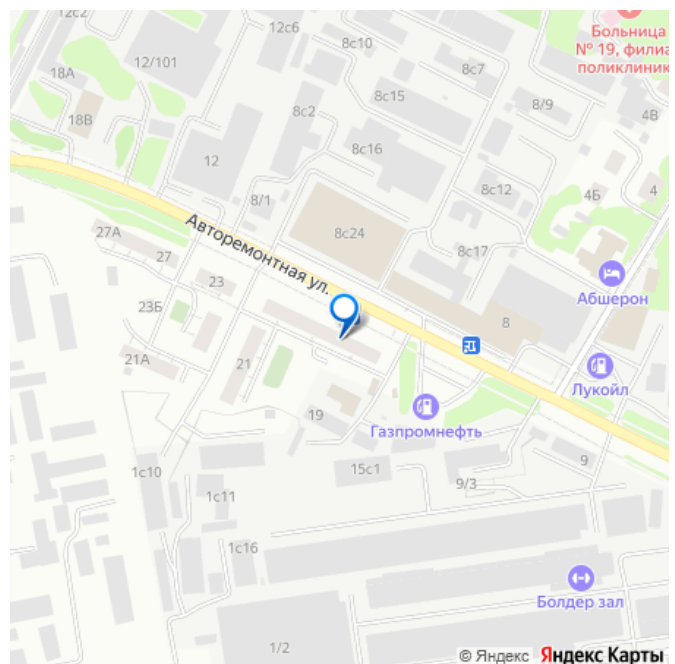 12с2
12с6
8с10
Больница
№ 19, филиа
поликлиник
12/101
8с7
18А
8с15
8с2
8/9
18В
4В
8с16
12
8с12
4
4Б
8/1
Авторемонтная ул.
27А
8с24
8с17
27
23
Абшерон
23Б
8
21А
21
Лукойл
19
Газпромнефть
1с10
15с1
9
9/3
1с11
1с16
Болдер зал
1/2
© Яндекс Яндекс Карты